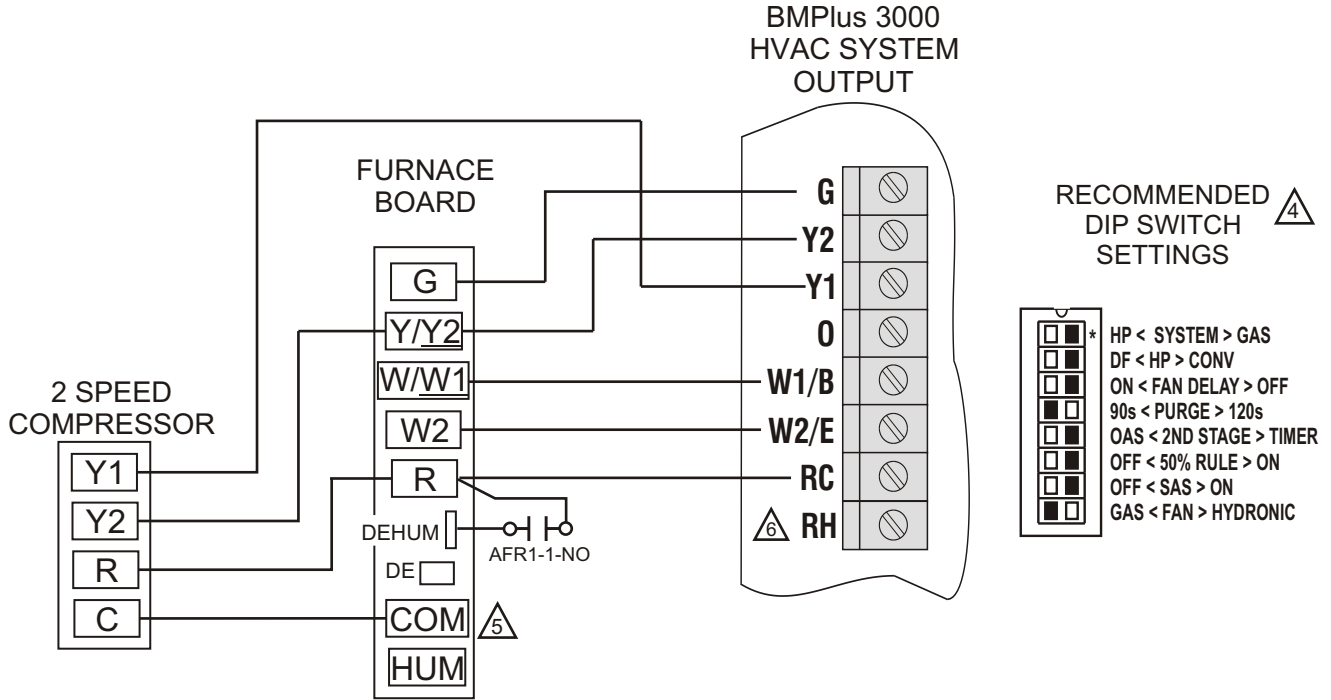 BMPlus 3000
HVAC SYSTEM
OUTPUT
FURNACE
BOARD
G
Y/Y2
W/W1
W2
R
DEHUM
DE
COM
5
HUM
AFR1-1-NO
2 SPEED
COMPRESSOR
Y1
Y2
R
C
G
Y2
Y1
O
W1/B
W2/E
RC
6 RH
RECOMMENDED 4
DIP SWITCH
SETTINGS
* HP < SYSTEM > GAS
DF < HP > CONV
ON < FAN DELAY > OFF
90s < PURGE > 120s
OAS < 2ND STAGE > TIMER
OFF < 50% RULE > ON
OFF < SAS > ON
GAS < FAN > HYDRONIC